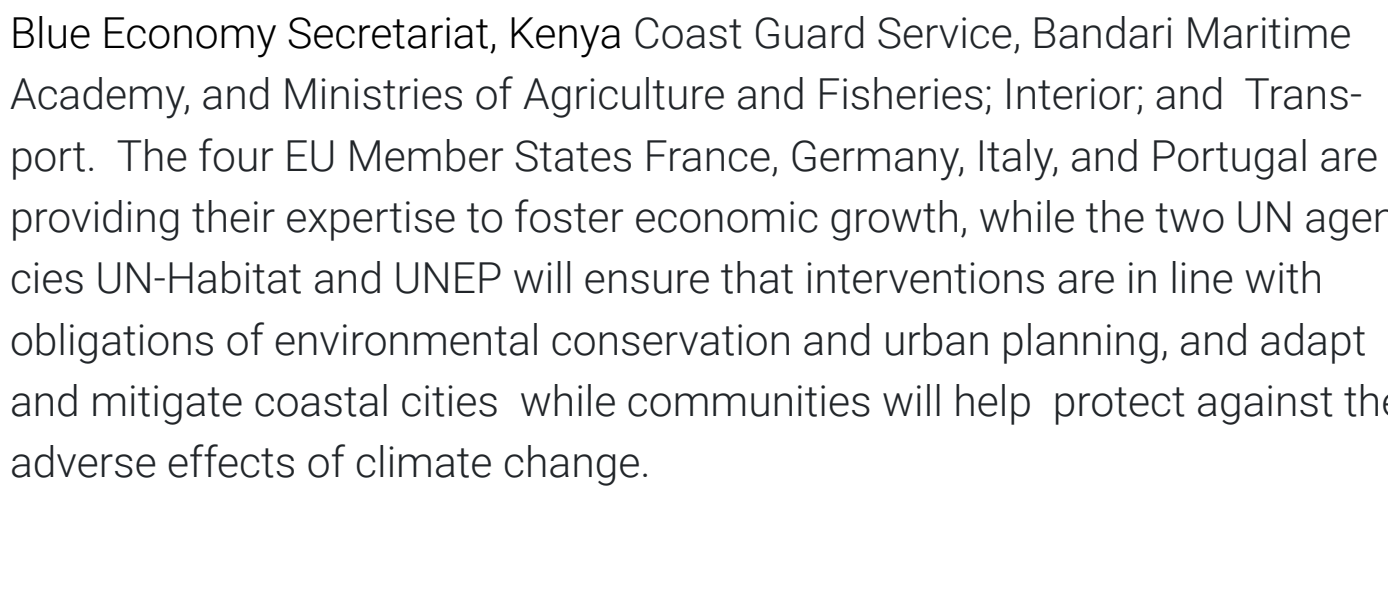 Blue Economy Secretariat, Kenya Coast Guard Service, Bandari Maritime
Academy, and Ministries of Agriculture and Fisheries; Interior; and  Trans-
port.  The four EU Member States France, Germany, Italy, and Portugal are
providing their expertise to foster economic growth, while the two UN agen
cies UN-Habitat and UNEP will ensure that interventions are in line with
obligations of environmental conservation and urban planning, and adapt
and mitigate coastal cities  while communities will help  protect against the
adverse effects of climate change.